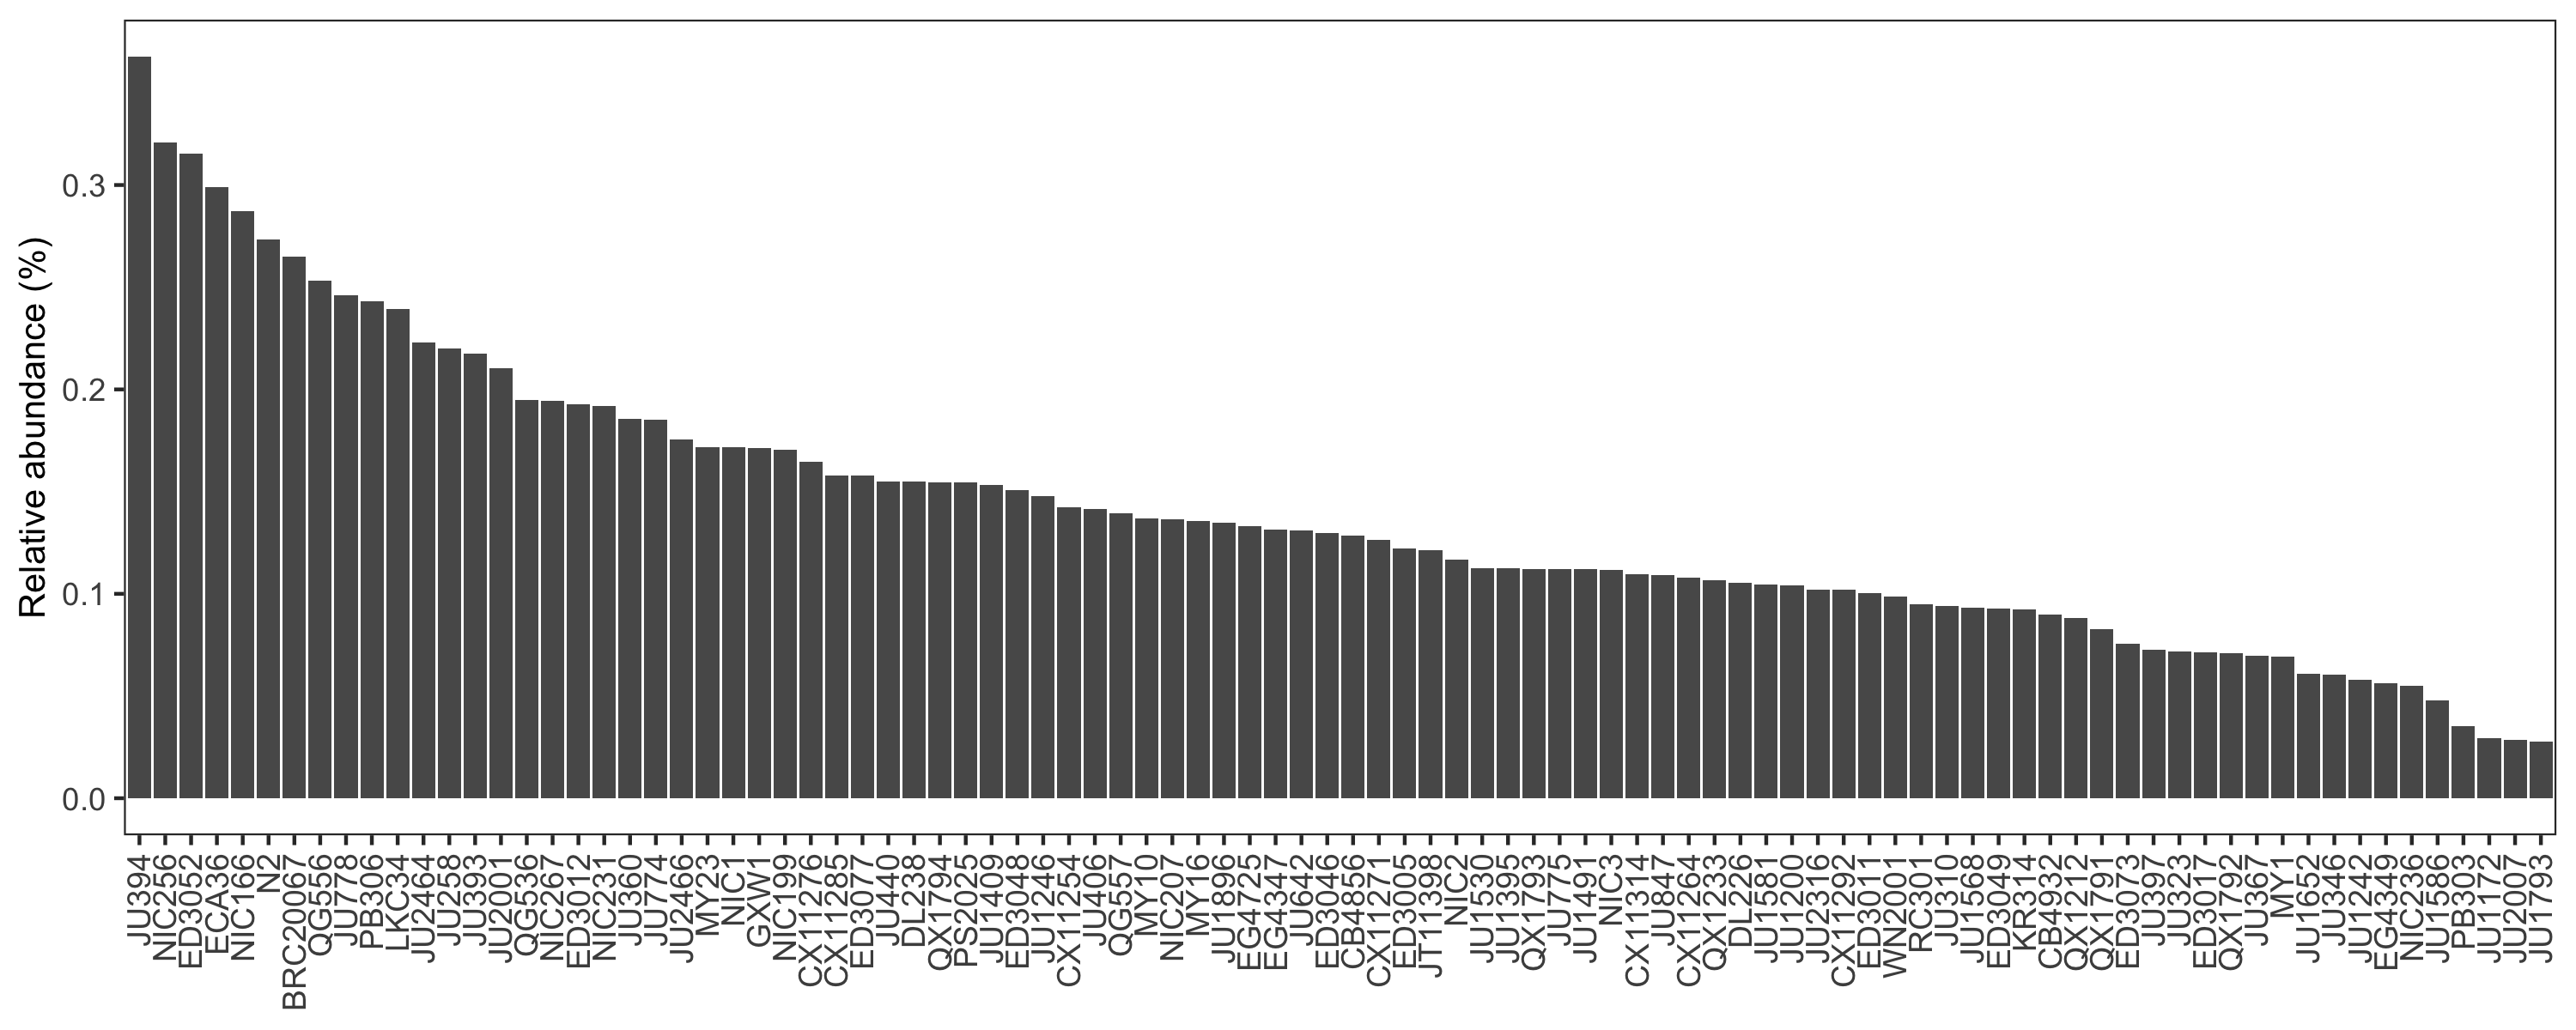 Relative abundance (%)
0.3
0.2
0.1
0.0
JU394
NIC256
ED3052
ECA36
NIC166
N2
BRC20067
QG556
JU778
PB306
LKC34
JU2464
JU258
JU393
JU2001
QG536
NIC267
ED3012
NIC231
JU360
JU774
JU2466
MY23
NIC1
GXW1
NIC199
CX11276
CX11285
ED3077
JU440
DL238
QX1794
PS2025
JU1409
ED3048
JU1246
CX11254
JU406
QG557
MY10
NIC207
MY16
JU1896
EG4725
EG4347
JU642
ED3046
CB4856
CX11271
ED3005
JT11398
NIC2
JU1530
JU1395
QX1793
JU775
JU1491
NIC3
CX11314
JU847
CX11264
QX1233
DL226
JU1581
JU1200
JU2316
CX11292
ED3011
WN2001
RC301
JU310
JU1568
ED3049
KR314
CB4932
QX1212
QX1791
ED3073
JU397
JU323
ED3017
QX1792
JU367
MY1
JU1652
JU346
JU1242
EG4349
NIC236
JU1586
PB303
JU1172
JU2007
JU1793